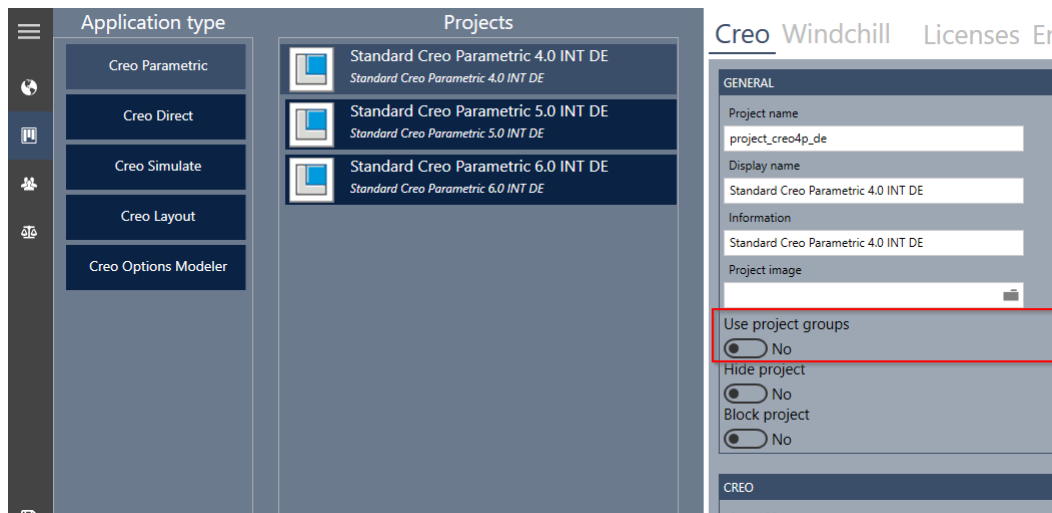 Application type
Creo Parametric
Creo Direct
Creo Simulate
Creo Layout
Creo Options Modeler
Projects
Standard Creo Parametric 4.0 INT DE
Standard Creo Parametric 4.0 INT DE
Standard Creo Parametric 5.0 INT DE
Standard Creo Parametric 5.0 INT DE
Standard Creo Parametric 6.0 INT DE
Standard Creo Parametric 6.0 INT DE
Creo Windchill Licenses
GENERAL
Project name
project_creo4p_de
Display name
Standard Creo Parametric 4.0 INT DE
Information
Standard Creo Parametric 4.0 INT DE
Project image
Use project groups
No
Hide project
No
Block project
No
CREO